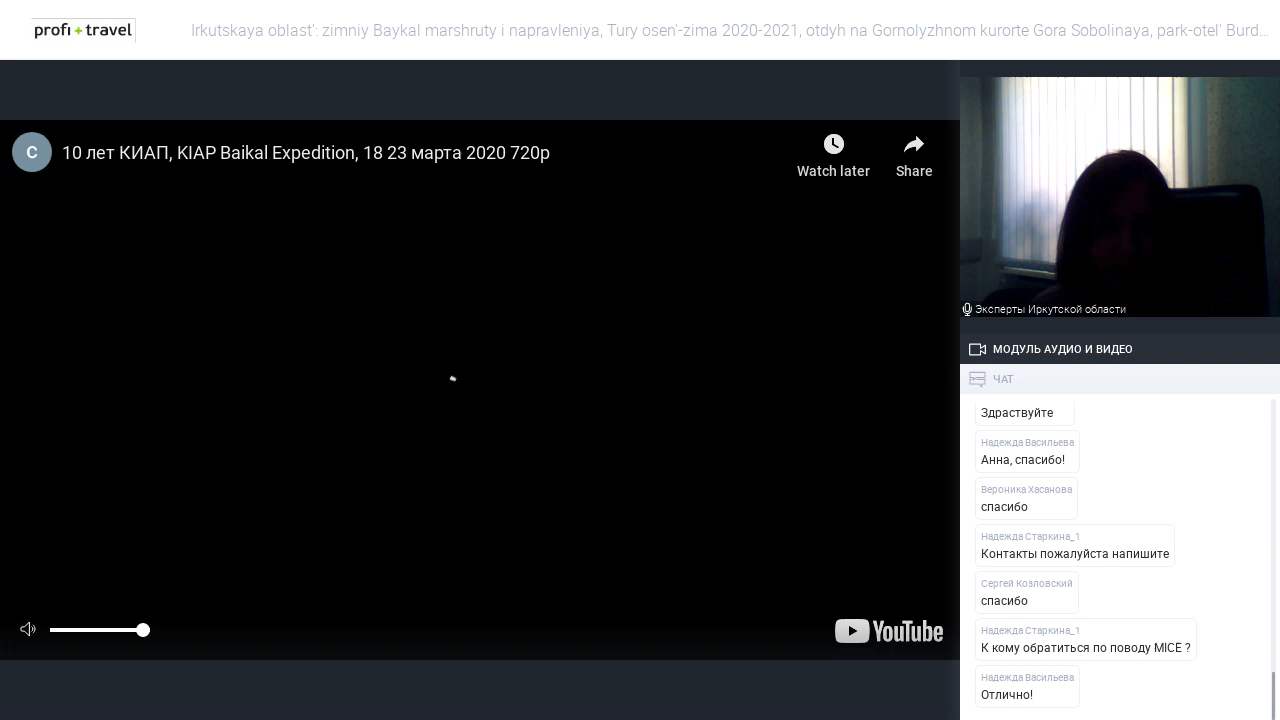 profi + travel
Irkutskaya oblast': zimniy Baykal marshruty i napravleniya, Tury osen'-zima 2020-2021, otdyh na Gornolyzhnom kurorte Gora Sobolinaya, park-otel' Burd...
C
10 лет КИАП, KIAP Baikal Expedition, 18 23 марта 2020 720p
Watch later
Share
YouTube
Эксперты Иркутской области
МОДУЛЬ АУДИО И ВИДЕО
ЧАТ
Здраствуйте
Надежда Васильева
Анна, спасибо!
Вероника Хасанова
спасибо
Надежда Старкина_1
Контакты пожалуйста напишите
Сергей Козловский
спасибо
Надежда Старкина_1
К кому обратиться по поводу MICE ?
Надежда Васильева
Отлично!